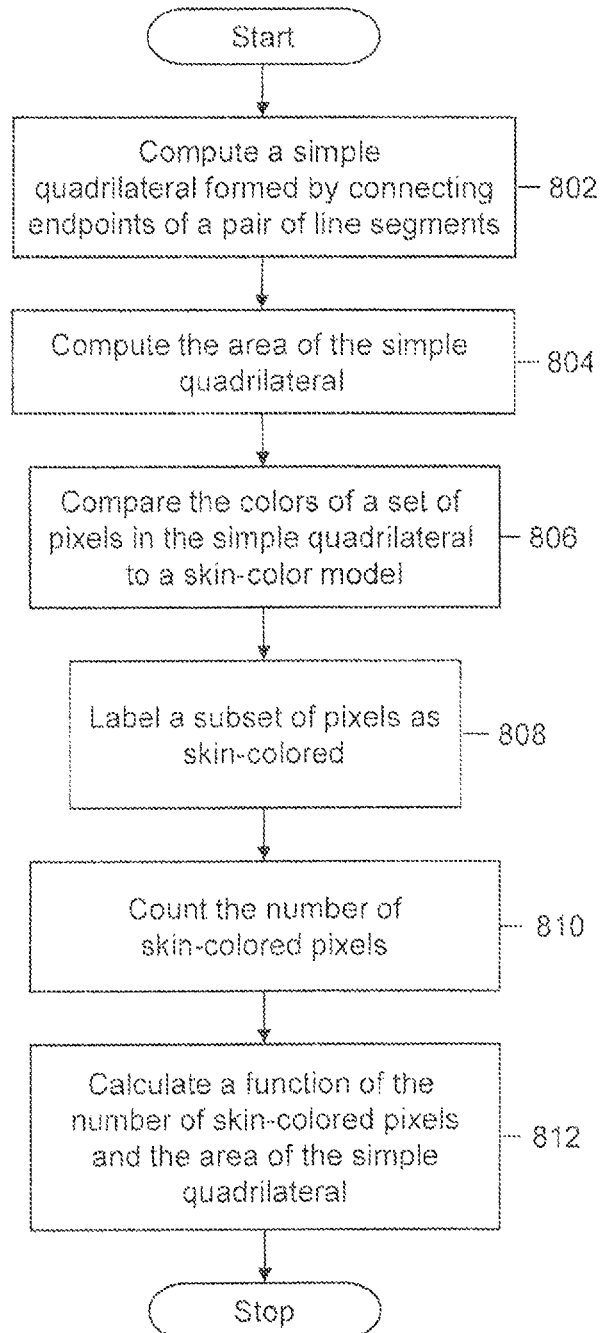 Start
Compute a simple
quadrilateral formed by connecting
endpoints of a pair of line segments
802
Compute the area of the simple
quadrilateral
804
Compare the colors of a set of
pixels in the simple quadrilateral
to a skin-color model
806
Label a subset of pixels as
skin-colored
808
Count the number of
skin-colored pixels
810
Calculate a function of the
number of skin-colored pixels
and the area of the simple
quadrilateral
812
Stop